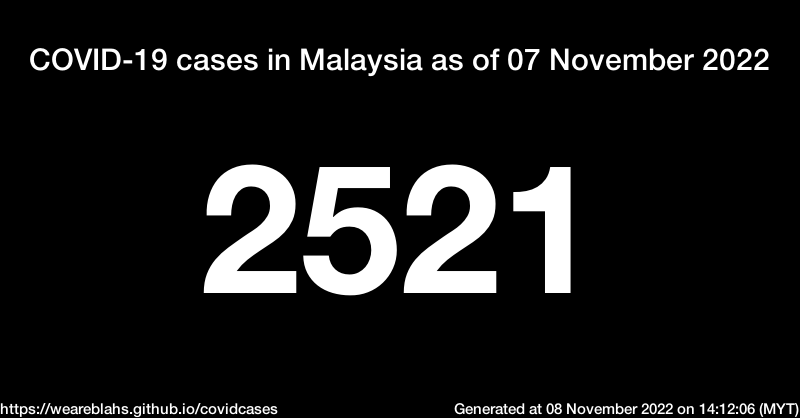 COVID-19 cases in Malaysia as of 07 November 2022
2521
https://weareblahs.github.io/covidcases
Generated at 08 November 2022 on 14:12:06 (MYT)